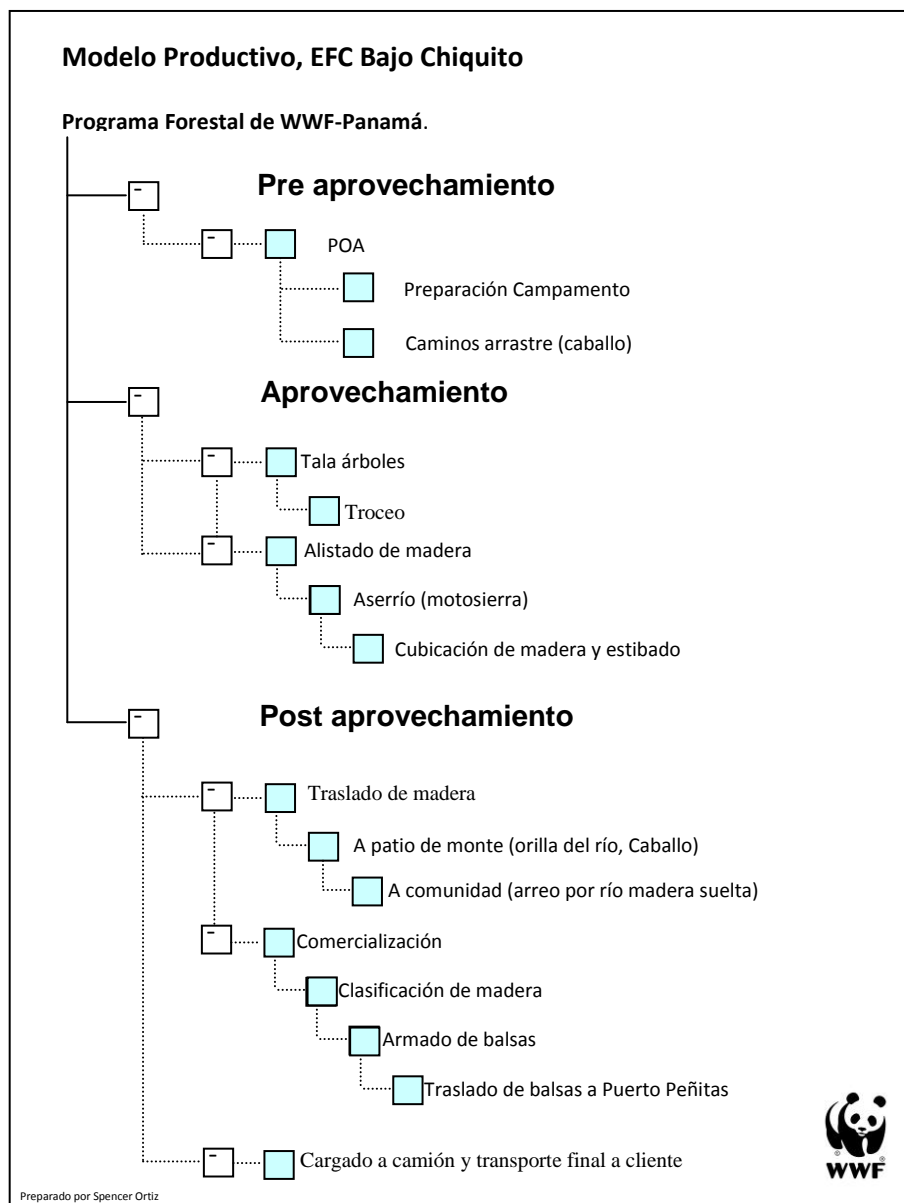 Modelo Productivo, EFC Bajo Chiquito
Programa Forestal de WWF-Panamá.
Pre aprovechamiento
POA
Preparación Campamento
Caminos arrastre (caballo)
Aprovechamiento
Tala árboles
Troceo
Alistado de madera
Aserrío (motosierra)
Cubicación de madera y estibado
Post aprovechamiento
Traslado de madera
A patio de monte (orilla del río, Caballo)
A comunidad (arreo por río madera suelta)
Comercialización
Clasificación de madera
Armado de balsas
Traslado de balsas a Puerto Peñitas
Cargado a camión y transporte final a cliente
WWF
Preparado por Spencer Ortiz